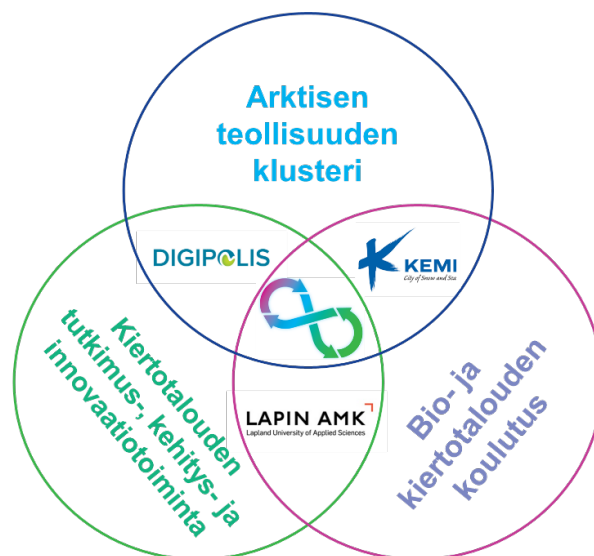 Arktisen
teollisuuden
klusteri
DIGIPOLIS
KEMI
City of Snow and Sea
Kiertotalouden
tutkimus-, kehitys- ja
innovaatiotoiminta
LAPIN AMK
Lapland University of Applied Sciences
Bio- ja
kiertotalouden
koulutus